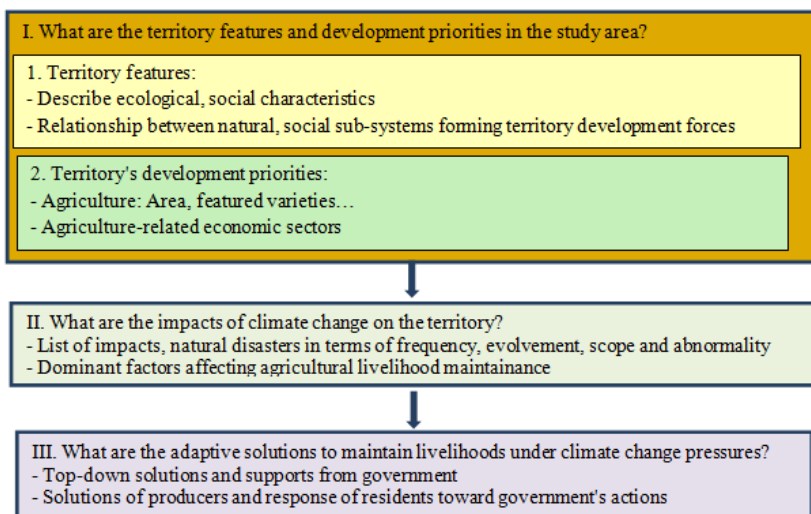 I. What are the territory features and development priorities in the study area?
1. Territory features:
- Describe ecological, social characteristics
- Relationship between natural, social sub-systems forming territory development forces
2. Territory's development priorities:
- Agriculture: Area, featured varieties…
- Agriculture-related economic sectors
II. What are the impacts of climate change on the territory?
- List of impacts, natural disasters in terms of frequency, evolvement, scope and abnormality
- Dominant factors affecting agricultural livelihood maintainance
III. What are the adaptive solutions to maintain livelihoods under climate change pressures?
- Top-down solutions and supports from government
- Solutions of producers and response of residents toward government's actions